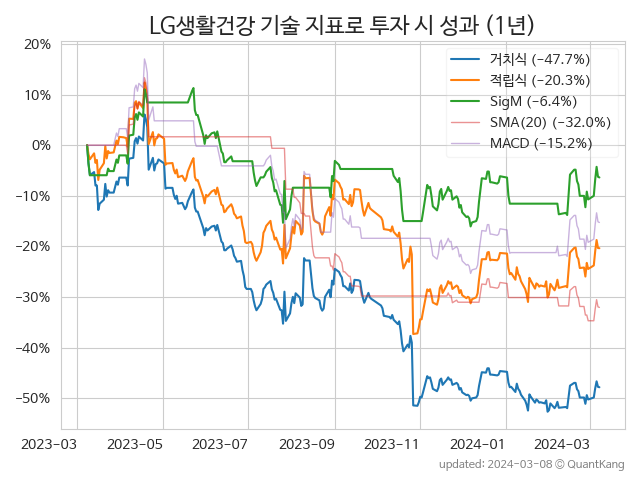 LG생활건강 기술 지표로 투자 시 성과 (1년)
20%
10%
0%
−10%
−20%
−30%
−40%
−50%
거치식 (−47.7%)
적립식 (−20.3%)
SigM (−6.4%)
SMA(20) (−32.0%)
MACD (−15.2%)
2023−03 2023−05 2023−07 2023−09 2023−11 2024−01 2024−03
updated: 2024−03−08 ⓒ QuantKang